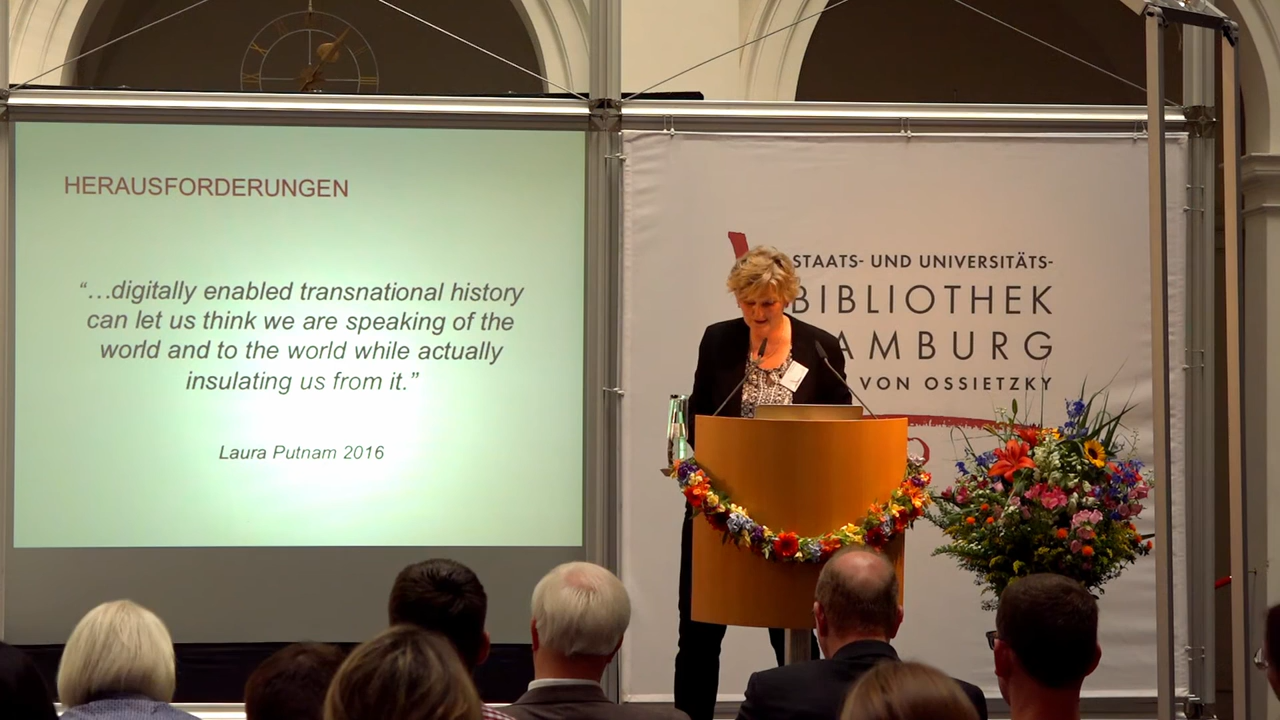 HERAUSFORDERUNGEN
“…digitally enabled transnational history
can let us think we are speaking of the
world and to the world while actually
insulating us from it.”
Laura Putnam 2016
STAATS- UND UNIVERSITÄTS-
BIBLIOTHEK
AMBURG
VON OSSIETZKY